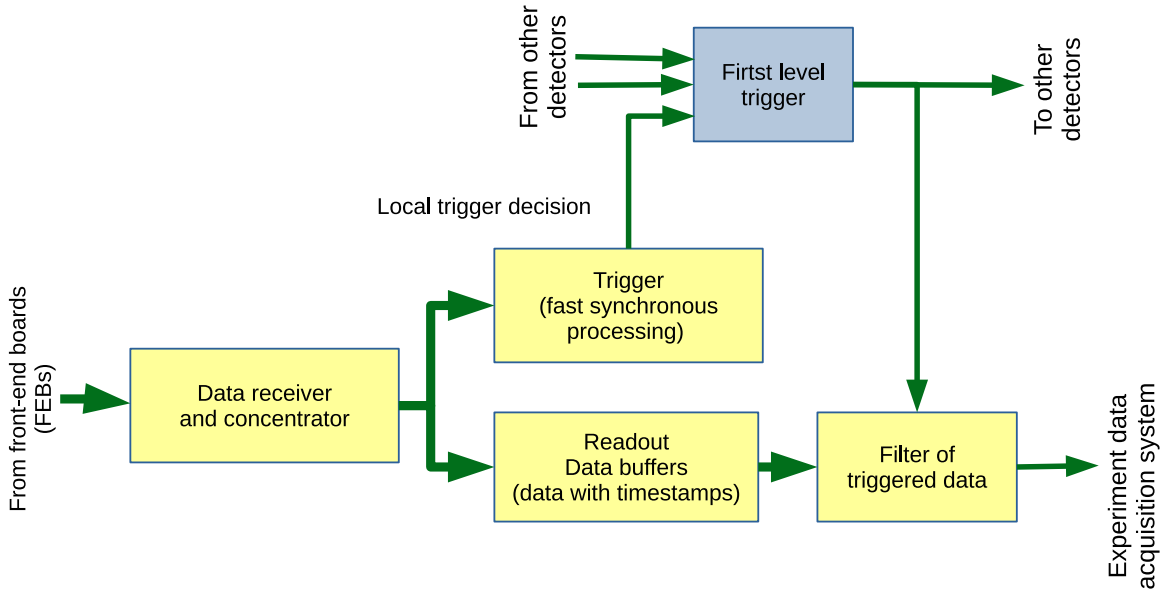 From other
detectors
Firtst level
trigger
To other
detectors
Local trigger decision
Trigger
(fast synchronous
processing)
From front-end boards
(FEBs)
Data receiver
and concentrator
Readout
Data buffers
(data with timestamps)
Filter of
triggered data
Experiment data
acquisition system